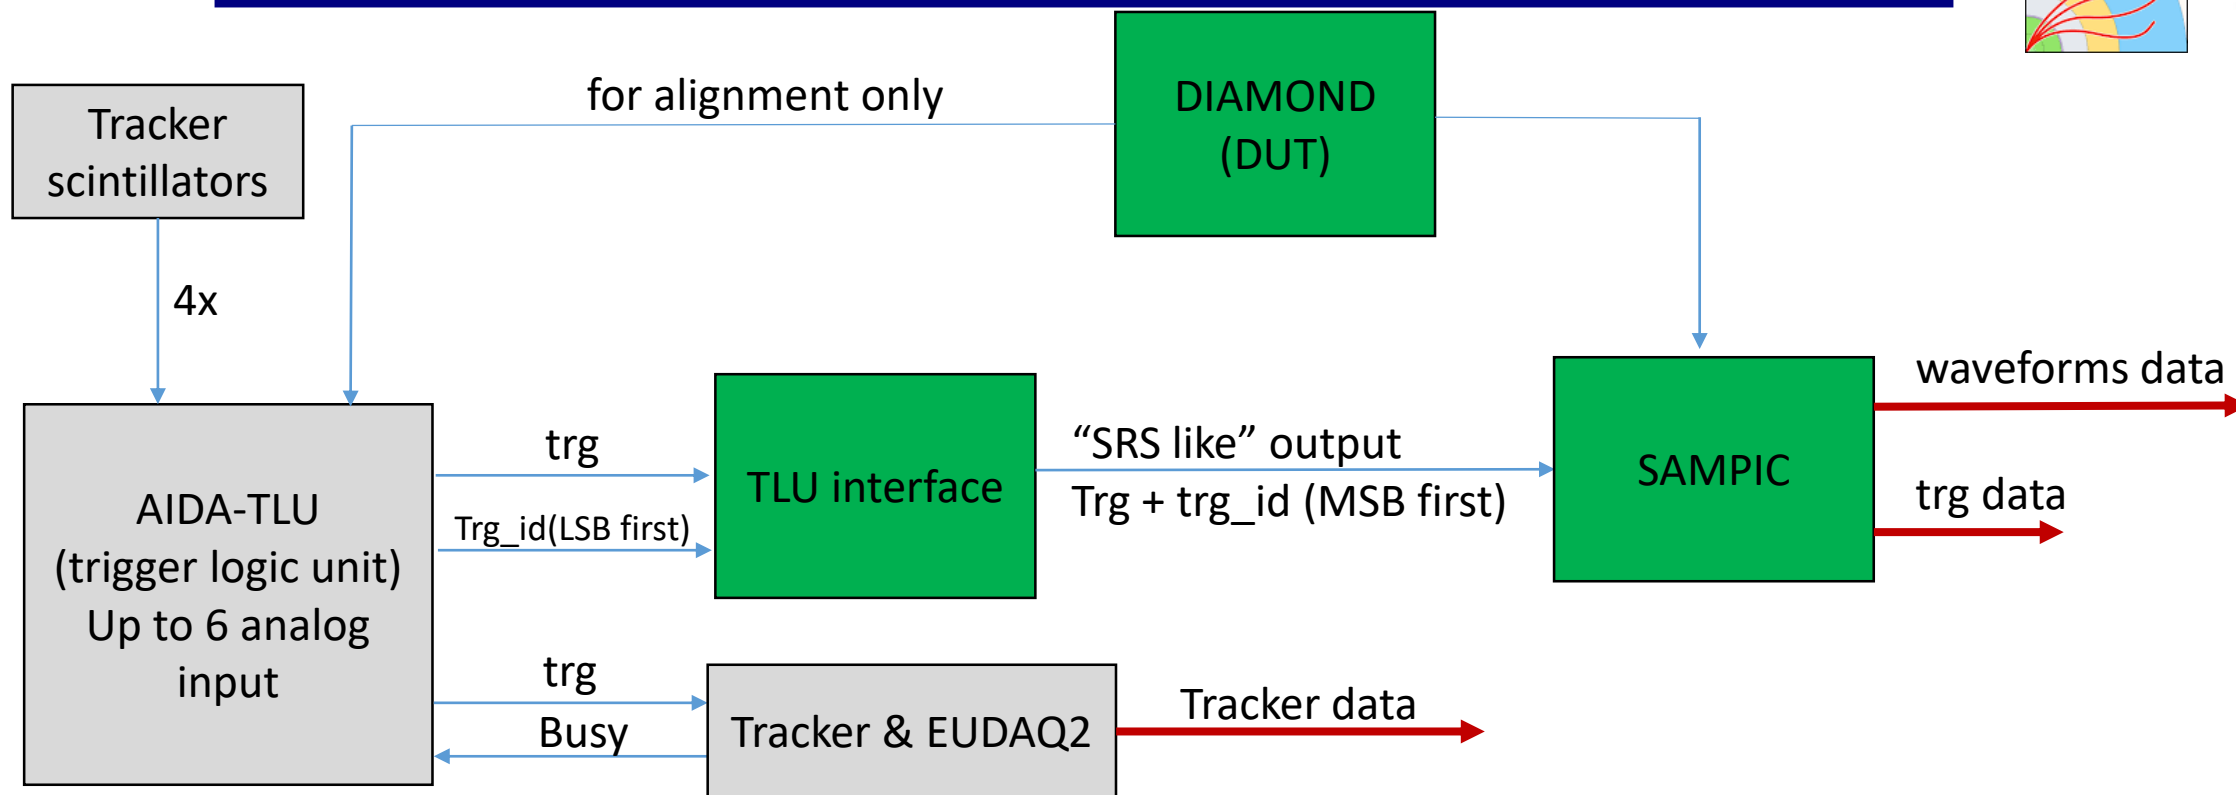 for alignment only
DIAMOND
(DUT)
Tracker
scintillators
4x
waveforms data
trg
"SRS like" output
TLU interface
SAMPIC
Trg + trg_id (MSB first)
trg data
AIDA-TLU
(trigger logic unit)
Up to 6 analog
input
Trg_id(LSB first)
trg
Busy
Tracker & EUDAQ2
Tracker data